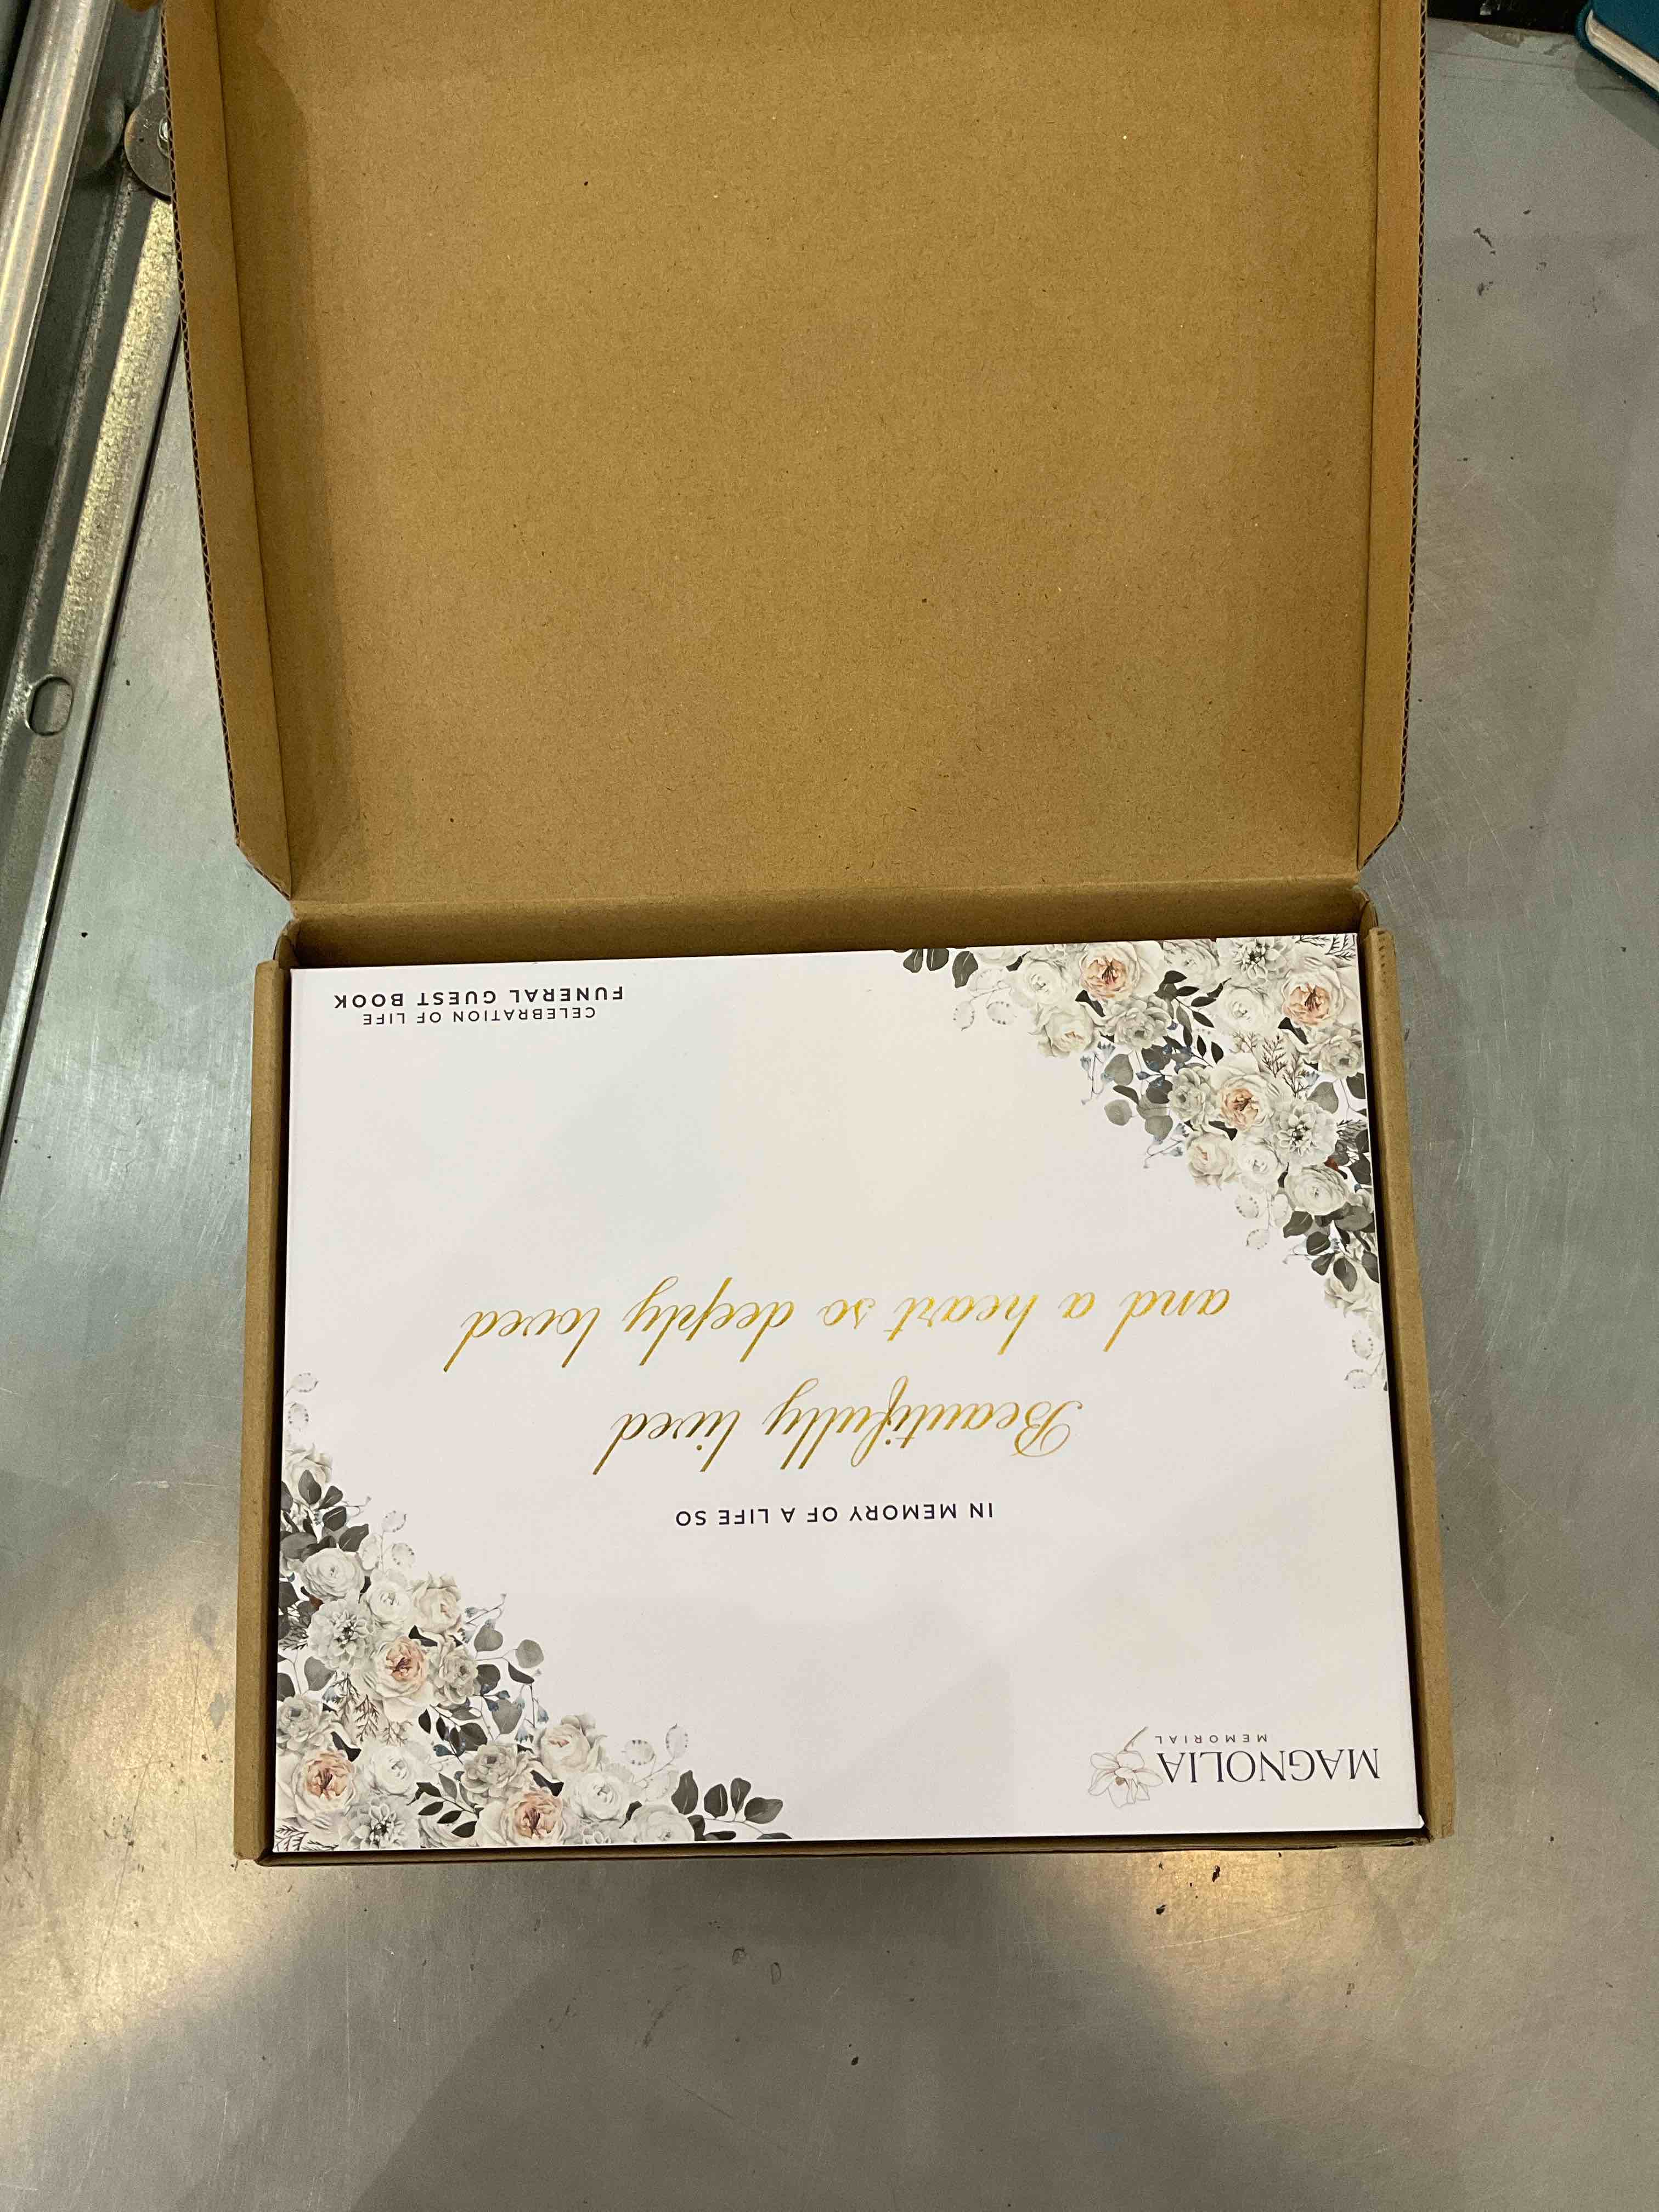 MAGNOLIA
MEMORIAL
IN MEMORY OF A LIFE SO
Beautifully lived
and a heart so deeply loved
CELEBRATION OF LIFE
FUNERAL GUEST BOOK